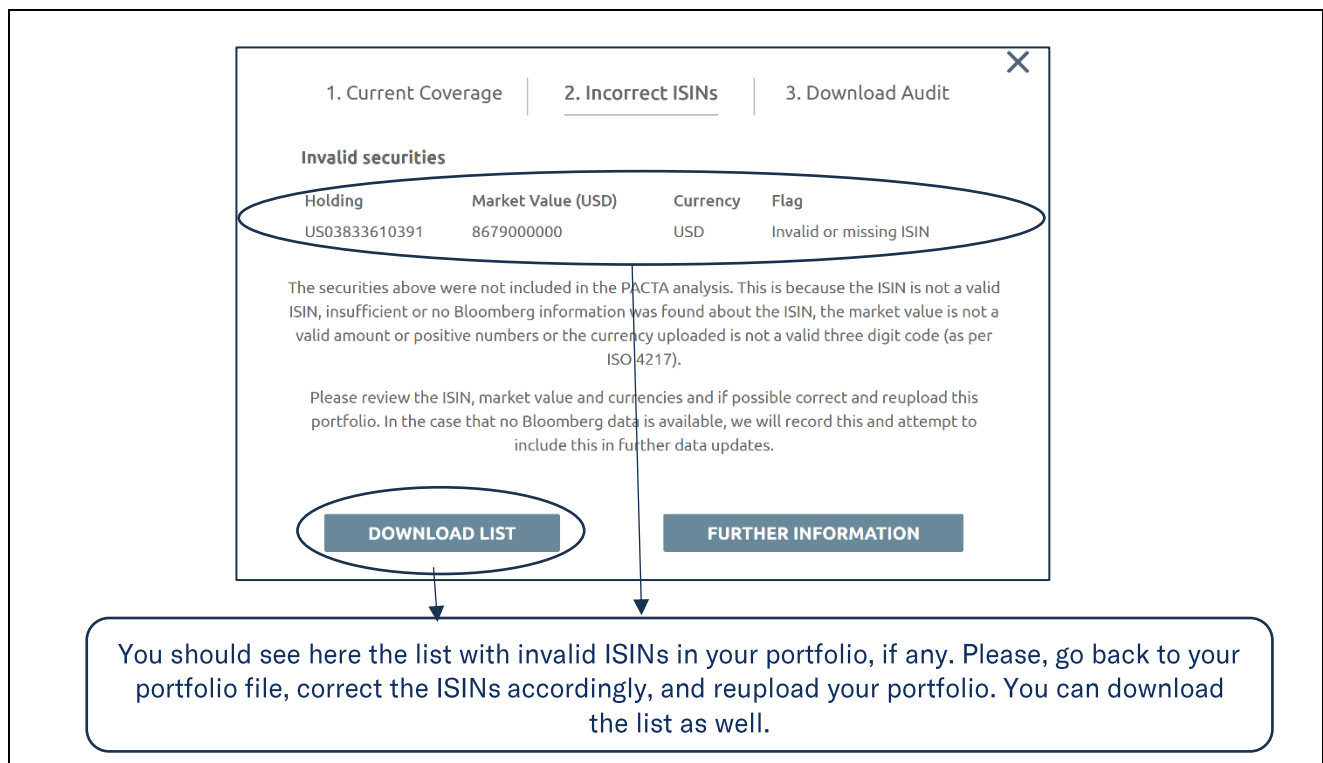 1. Current Coverage 2. Incorrect ISINs 3. Download Audit
Invalid securities
Holding Market Value (USD) Currency Flag
US03833610391 8679000000 USD Invalid or missing ISIN
The securities above were not included in the PACTA analysis. This is because the ISIN is not a valid
ISIN, insufficient or no Bloomberg information was found about the ISIN, the market value is not a
valid amount or positive numbers or the currency uploaded is not a valid three digit code (as per
ISO 4217).
Please review the ISIN, market value and currencies and if possible correct and reupload this
portfolio. In the case that no Bloomberg data is available, we will record this and attempt to
include this in further data updates.
DOWNLOAD LIST FURTHER INFORMATION
You should see here the list with invalid ISINs in your portfolio, if any. Please, go back to your
portfolio file, correct the ISINs accordingly, and reupload your portfolio. You can download
the list as well.